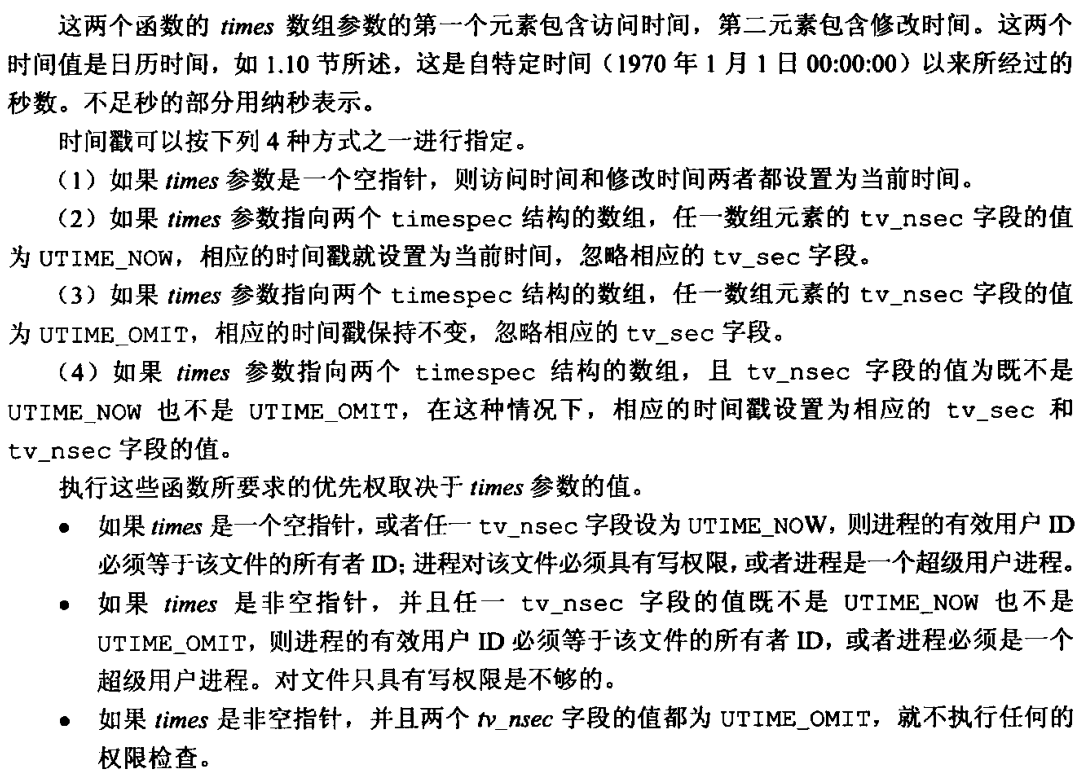 这两个函数的 times 数组参数的第一个元素包含访问时间，第二元素包含修改时间。这两个
时间值是日历时间，如 1.10 节所述，这是自特定时间（1970 年 1 月 1 日 00:00:00）以来所经过的
秒数。不足秒的部分用纳秒表示。
时间戳可以按下列 4 种方式之一进行指定。
（1）如果 times 参数是一个空指针，则访问时间和修改时间两者都设置为当前时间。
（2）如果 times 参数指向两个 timespec 结构的数组，任一数组元素的 tv_nsec 字段的值
为 UTIME_NOW，相应的时间戳就设置为当前时间，忽略相应的 tv_sec 字段。
（3）如果 times 参数指向两个 timespec 结构的数组，任一数组元素的 tv_nsec 字段的值
为 UTIME_OMIT，相应的时间戳保持不变，忽略相应的 tv_sec 字段。
（4）如果 times 参数指向两个 timespec 结构的数组，且 tv_nsec 字段的值为既不是
UTIME_NOW 也不是 UTIME_OMIT，在这种情况下，相应的时间戳设置为相应的 tv_sec 和
tv_nsec 字段的值。
执行这些函数所要求的优先权取决于 times 参数的值。
• 如果 times 是一个空指针，或者任一 tv_nsec 字段设为 UTIME_NOW，则进程的有效用户 ID
必须等于该文件的所有者 ID；进程对该文件必须具有写权限，或者进程是一个超级用户进程。
• 如果 times 是非空指针，并且任一 tv_nsec 字段的值既不是 UTIME_NOW 也不是
UTIME_OMIT，则进程的有效用户 ID 必须等于该文件的所有者 ID，或者进程必须是一个
超级用户进程。对文件只具有写权限是不够的。
• 如果 times 是非空指针，并且两个 tv_nsec 字段的值都为 UTIME_OMIT，就不执行任何的
权限检查。